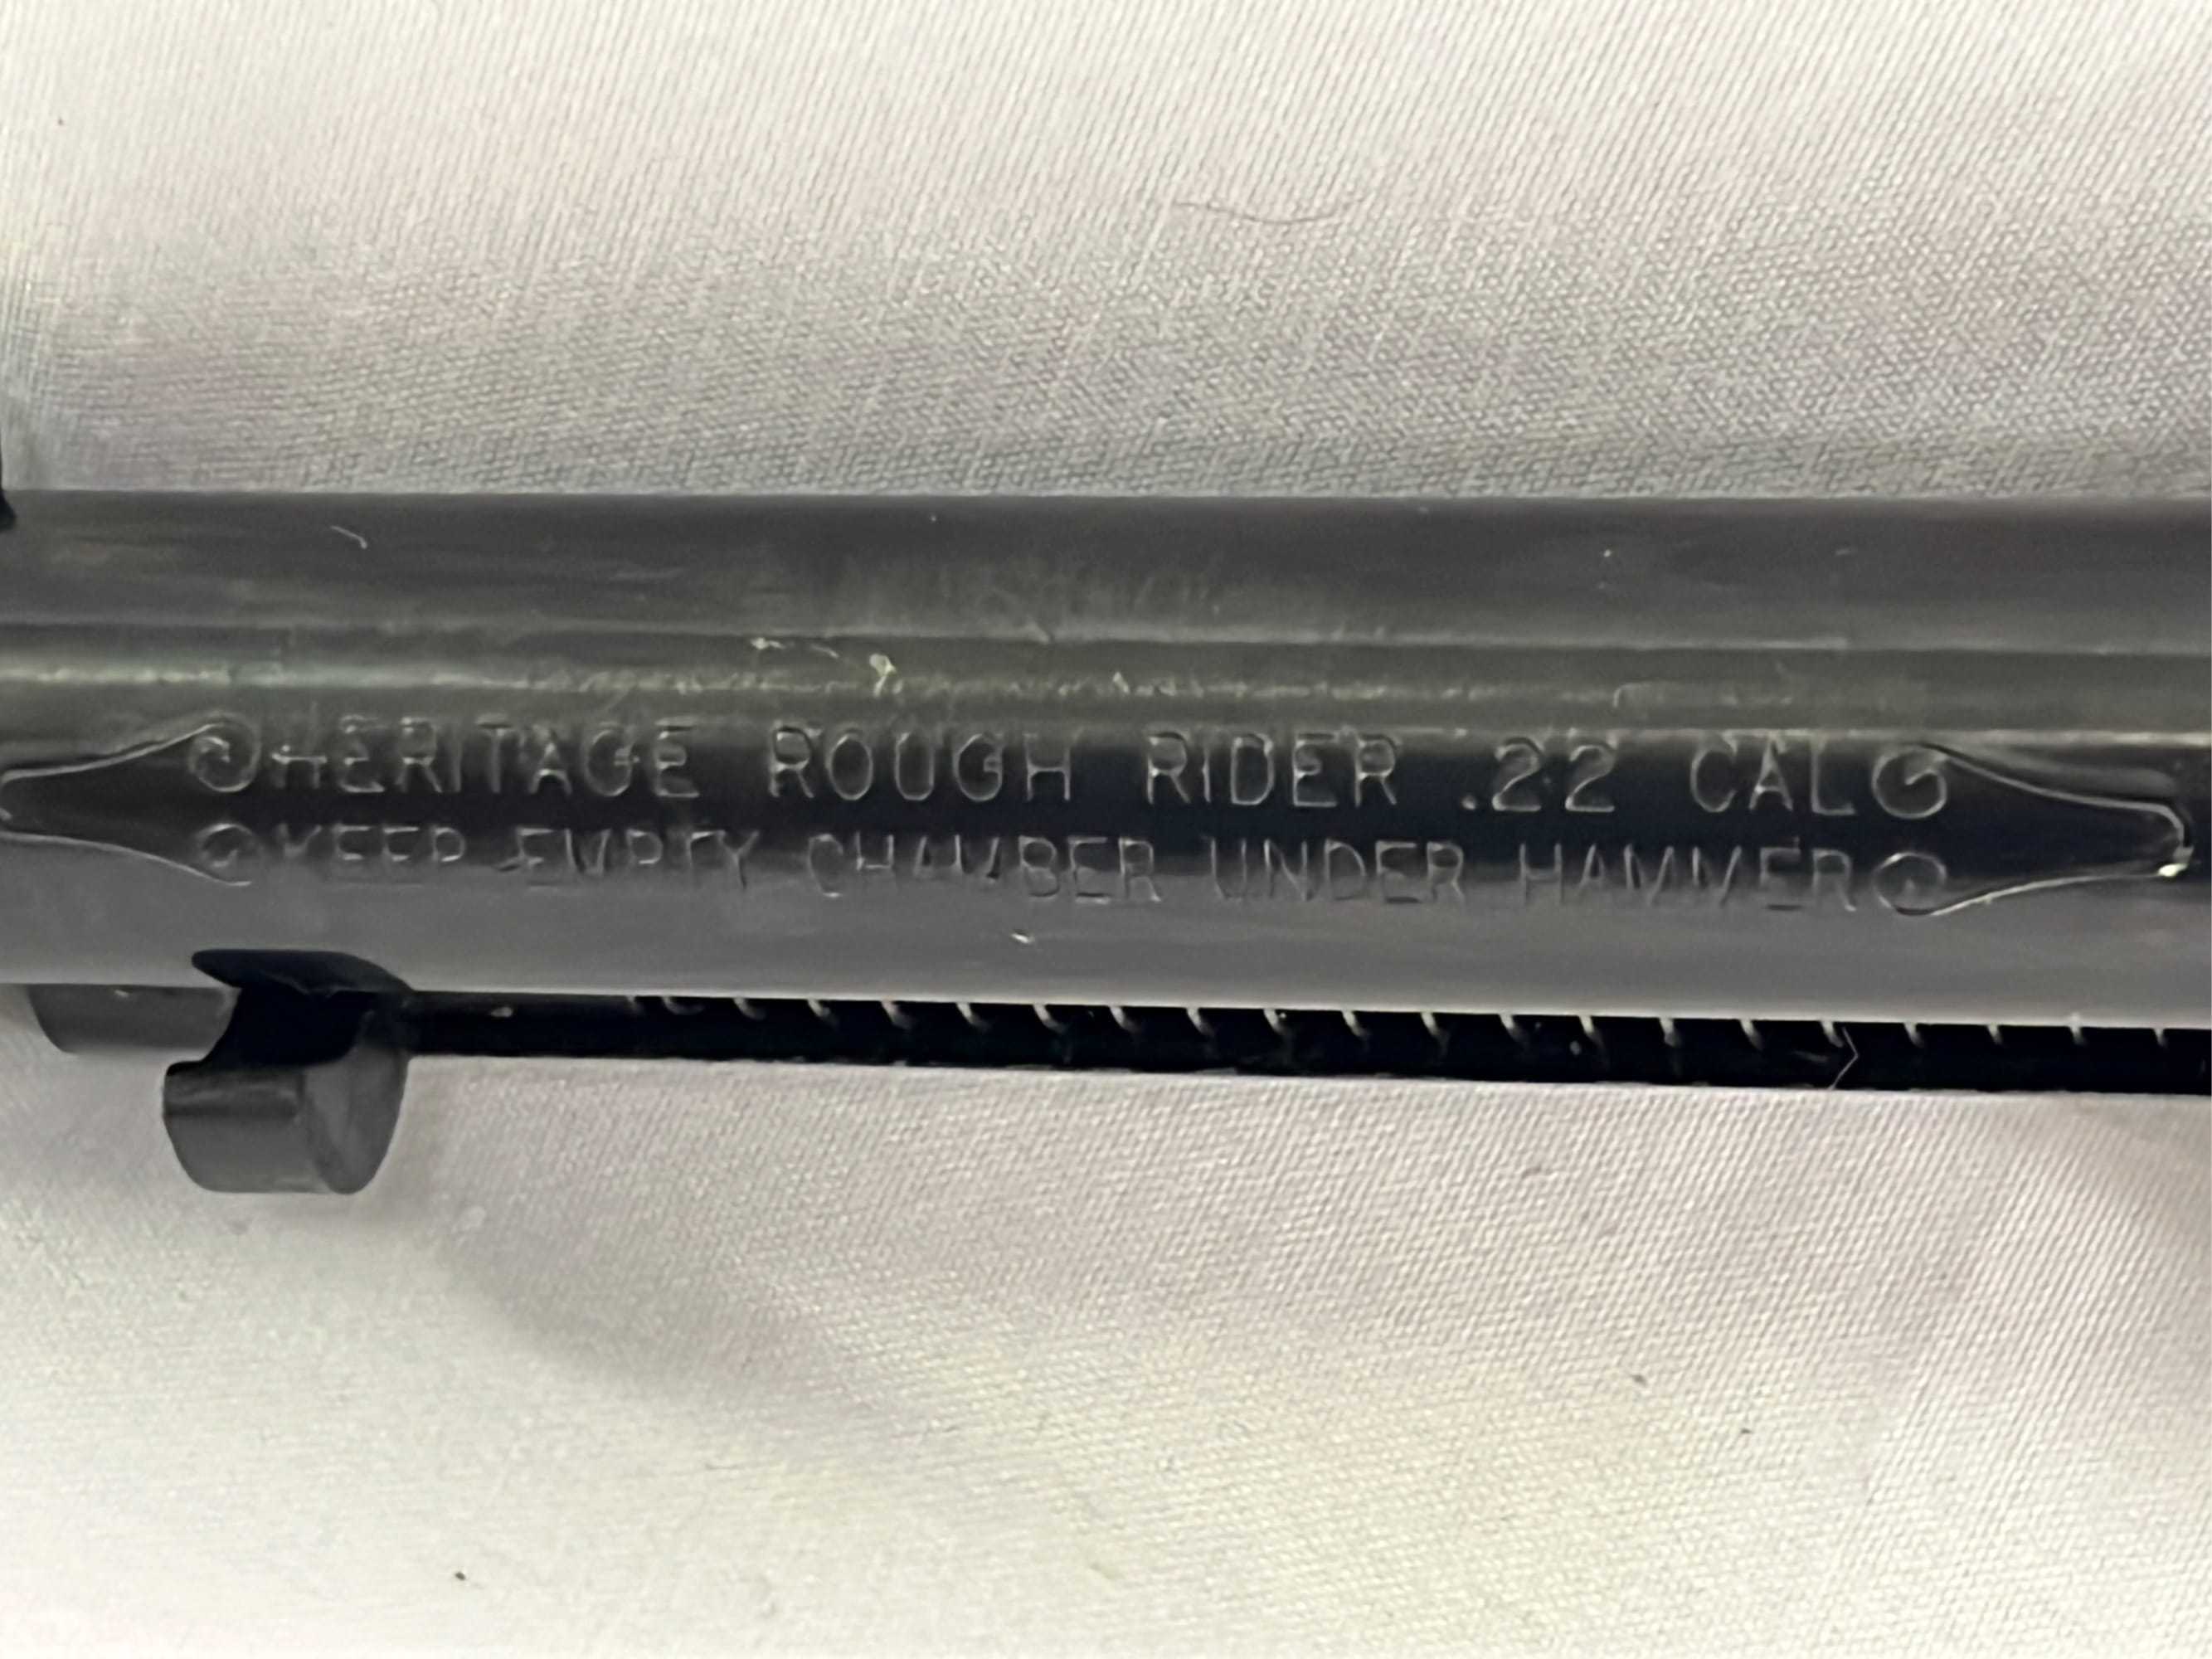 HERITAGE ROUGH RIDER .22 CAL
KEEP EMPTY CHAMBER UNDER HAMMER